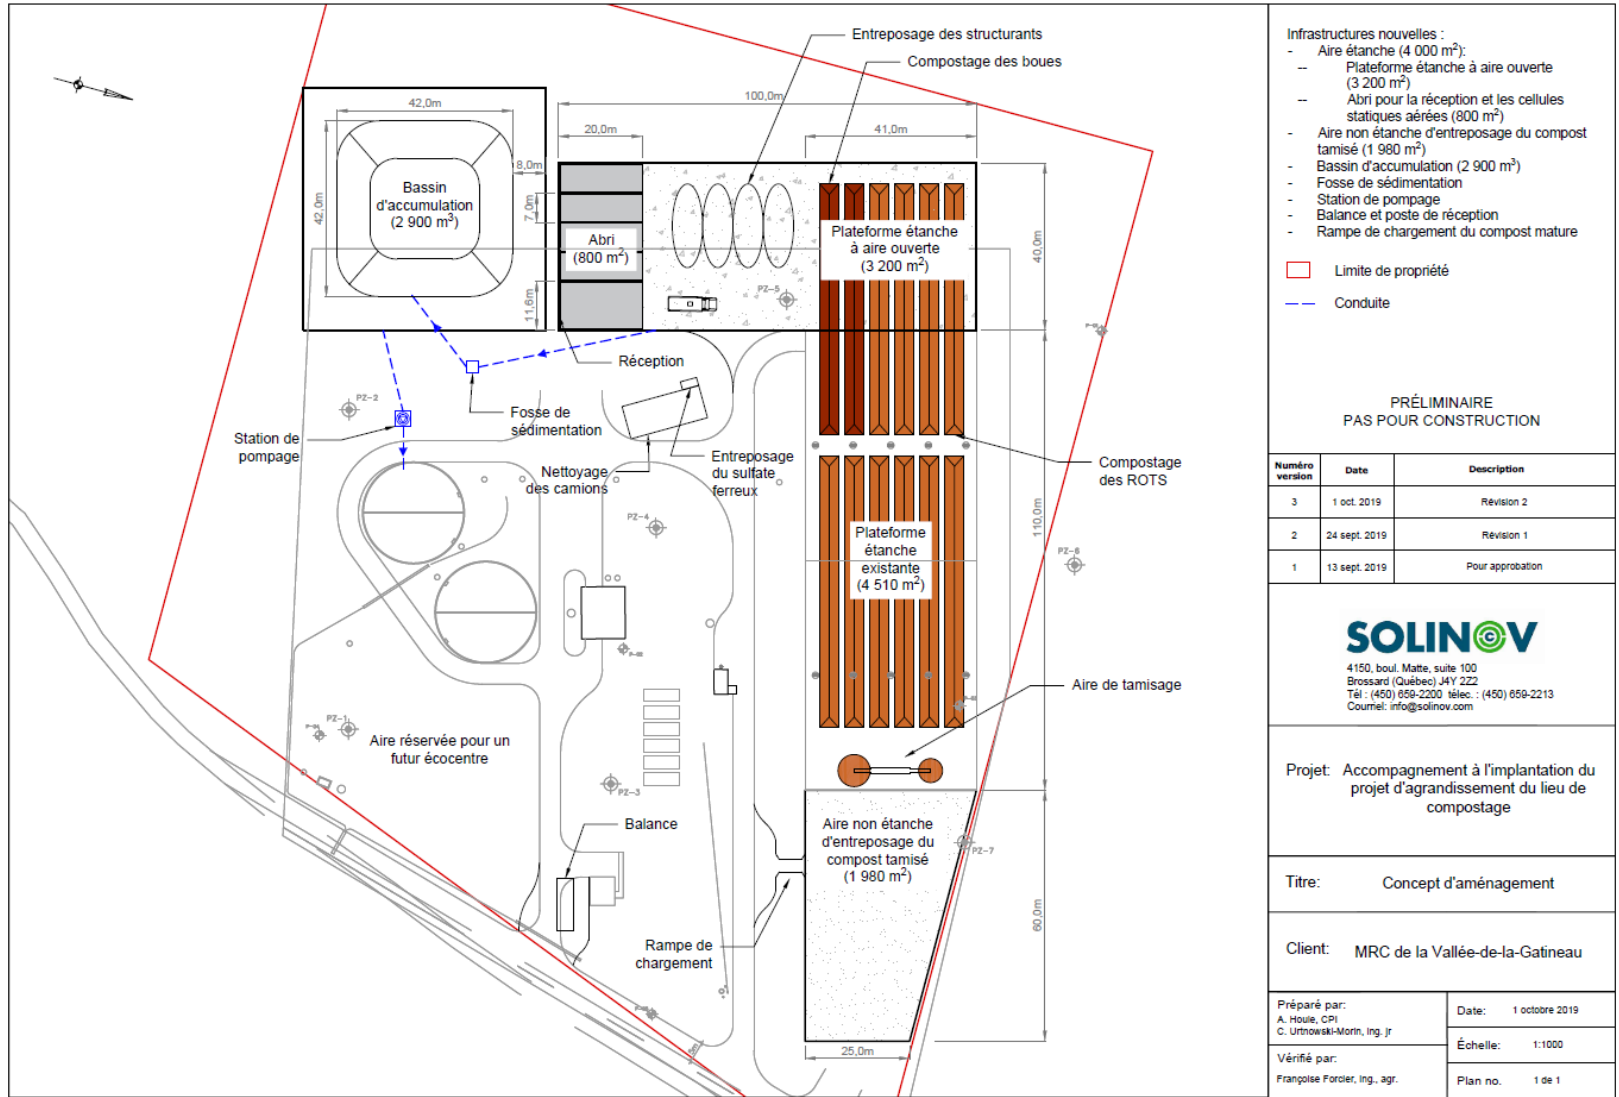 Entreposage des structurants
Compostage des boues
100,0m
42,0m
20,0m
41,0m
8,0m
42,0m
7,0m
11,6m
40,0m
Bassin
d'accumulation
(2 900 m³)
Abri
(800 m²)
Plateforme étanche
à aire ouverte
(3 200 m²)
PZ-5
Réception
PZ-2
Fosse de
sédimentation
Station de
pompage
Nettoyage
des camions
Entreposage
du sulfate
ferreux
Compostage
des ROTS
PZ-4
110,0m
PZ-6
Plateforme
étanche
existante
(4 510 m²)
Aire de tamisage
PZ-1
Aire réservée pour un
futur écocentre
PZ-3
Balance
Aire non étanche
d'entreposage du
compost tamisé
(1 980 m²)
PZ-7
60,0m
Rampe de
chargement
25,0m
Infrastructures nouvelles :
- Aire étanche (4 000 m²):
-- Plateforme étanche à aire ouverte
(3 200 m²)
-- Abri pour la réception et les cellules
statiques aérées (800 m²)
- Aire non étanche d'entreposage du compost
tamisé (1 980 m²)
- Bassin d'accumulation (2 900 m³)
- Fosse de sédimentation
- Station de pompage
- Balance et poste de réception
- Rampe de chargement du compost mature
Limite de propriété
Conduite
PRÉLIMINAIRE
PAS POUR CONSTRUCTION
Numéro version Date Description
3 1 oct. 2019 Révision 2
2 24 sept. 2019 Révision 1
1 13 sept. 2019 Pour approbation
SOLINOV
4150, boul. Matte, suite 100
Brossard (Québec) J4Y 2Z2
Tél : (450) 659-2200 téléc. : (450) 659-2213
Courriel: info@solinov.com
Projet: Accompagnement à l'implantation du
projet d'agrandissement du lieu de
compostage
Titre: Concept d'aménagement
Client: MRC de la Vallée-de-la-Gatineau
Préparé par:
A. Houle, CPI
C. Urtnowski-Morin, ing. jr
Vérifié par:
Françoise Forcier, ing., agr.
Date: 1 octobre 2019
Échelle: 1:1000
Plan no. 1 de 1